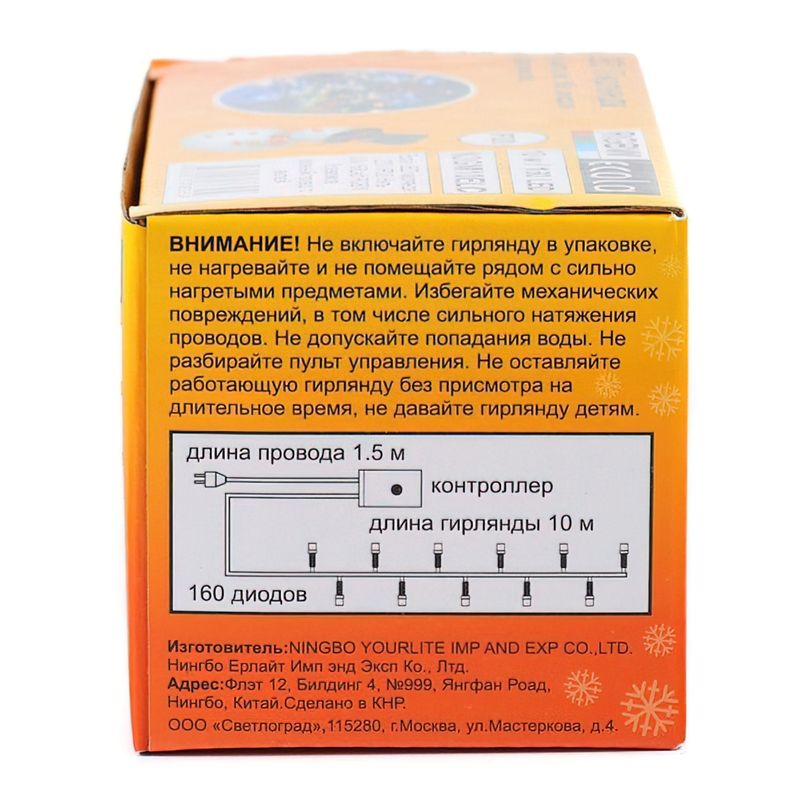 ВНИМАНИЕ! Не включайте гирлянду в упаковке,
не нагревайте и не помещайте рядом с сильно
нагретыми предметами. Избегайте механических
повреждений, в том числе сильного натяжения
проводов. Не допускайте попадания воды. Не
разбирайте пульт управления. Не оставляйте
работающую гирлянду без присмотра на
длительное время, не давайте гирлянду детям.
длина провода 1.5 м
контроллер
длина гирлянды 10 м
160 диодов
Изготовитель:NINGBO YOURLITE IMP AND EXP CO.,LTD.
Нингбо Ерлайт Имп энд Эксп Ко., Лтд.
Адрес:Флэт 12, Билдинг 4, №999, Янгфан Роад,
Нингбо, Китай.Сделано в КНР.
ООО «Светлоград»,115280, г.Москва, ул.Мастеркова, д.4.